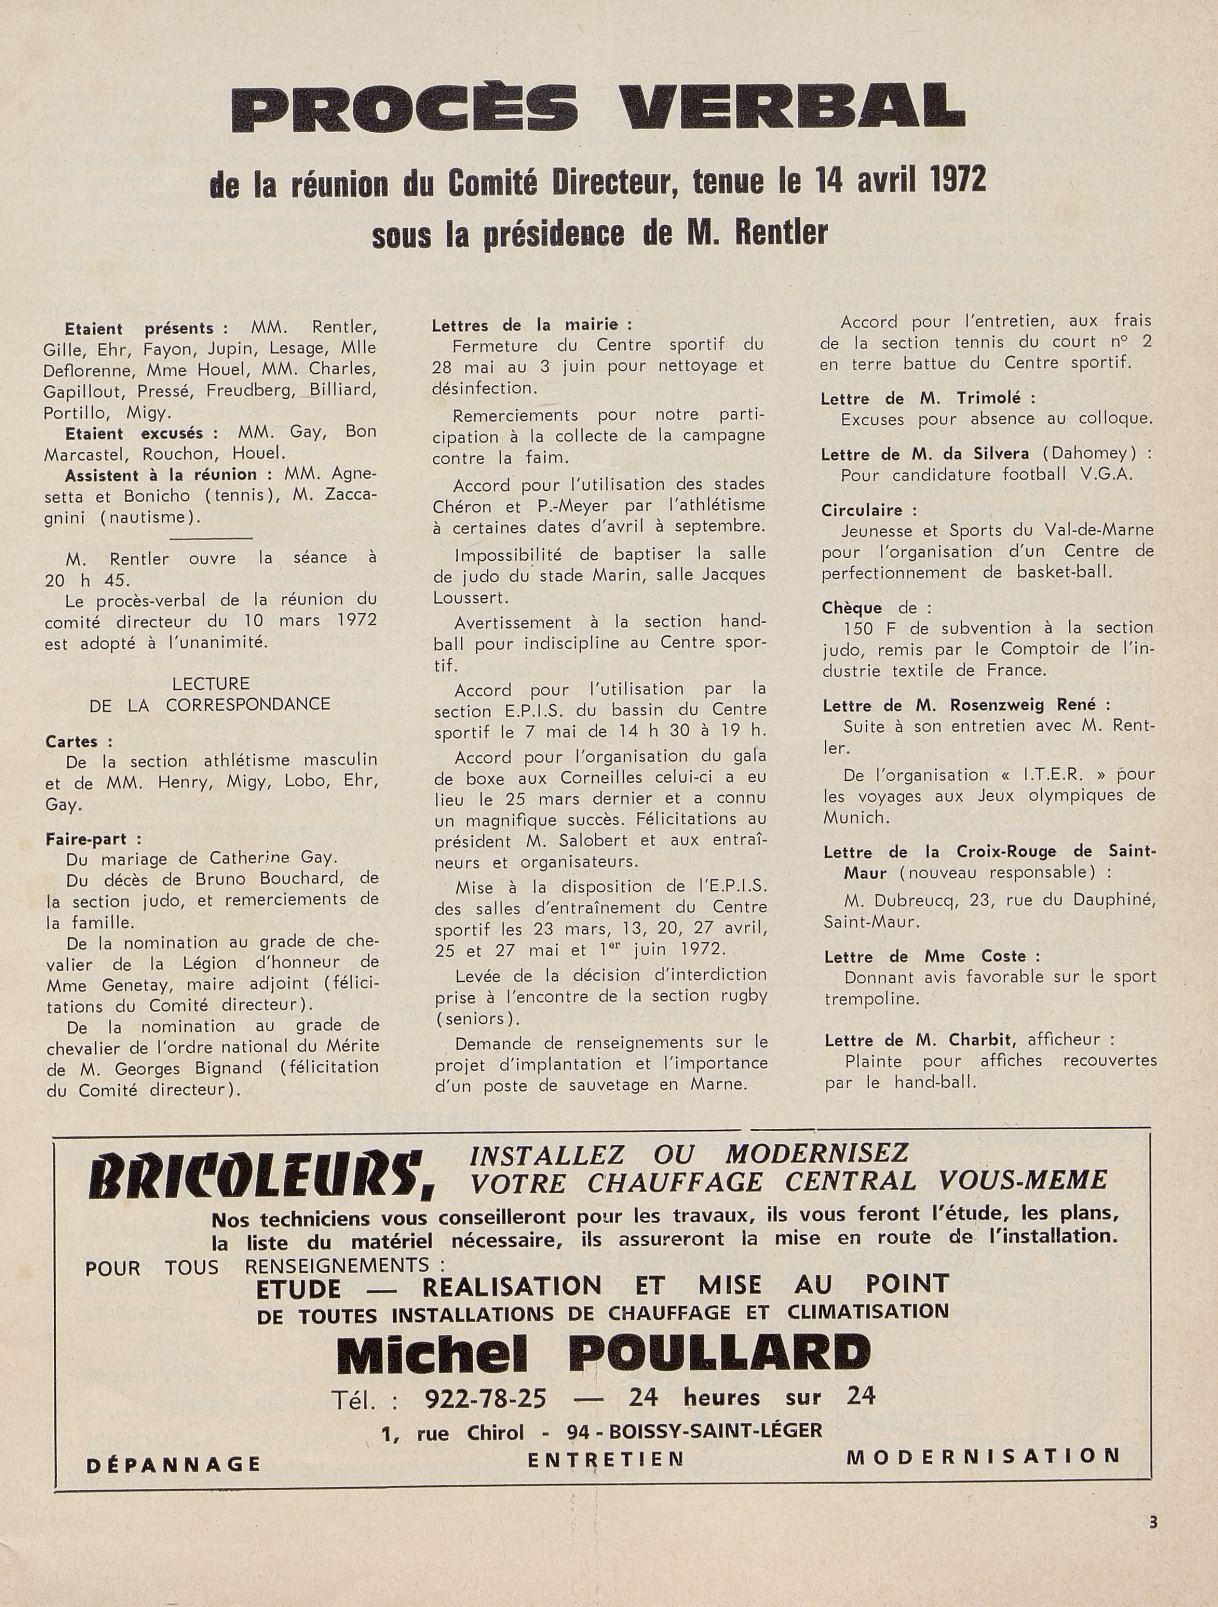 PROCÈS VERBAL
de la réunion du Comité Directeur, tenue le 14 avril 1972
sous la présidence de M. Rentler
Etaient présents : MM. Rentler,
Gille, Ehr, Fayon, Jupin, Lesage, Mlle
Deflorenne, Mme Houel, MM. Charles,
Gapillout, Pressé, Freudberg, Billiard,
Portillo, Migy.
Etaient excusés : MM. Gay, Bon
Marcastel, Rouchon, Houel.
Assistent à la réunion : MM. Agne-
setta et Bonicho (tennis), M. Zacca-
gnini (nautisme).
M. Rentler ouvre la séance à
20 h 45.
Le procès-verbal de la réunion du
comité directeur du 10 mars 1972
est adopté à l'unanimité.
LECTURE
DE LA CORRESPONDANCE
Cartes :
De la section athlétisme masculin
et de MM. Henry, Migy, Lobo, Ehr,
Gay.
Faire-part :
Du mariage de Catherine Gay.
Du décès de Bruno Bouchard, de
la section judo, et remerciements de
la famille.
De la nomination au grade de che-
valier de la Légion d'honneur de
Mme Genetay, maire adjoint (félici-
tations du Comité directeur).
De la nomination au grade de
chevalier de l'ordre national du Mérite
de M. Georges Bignand (félicitation
du Comité directeur).
Lettres de la mairie :
Fermeture du Centre sportif du
28 mai au 3 juin pour nettoyage et
désinfection.
Remerciements pour notre parti-
cipation à la collecte de la campagne
contre la faim.
Accord pour l'utilisation des stades
Chéron et P.-Meyer par l'athlétisme
à certaines dates d'avril à septembre.
Impossibilité de baptiser la salle
de judo du stade Marin, salle Jacques
Loussert.
Avertissement à la section hand-
ball pour indiscipline au Centre spor-
tif.
Accord pour l'utilisation par la
section E.P.I.S. du bassin du Centre
sportif le 7 mai de 14 h 30 à 19 h.
Accord pour l'organisation du gala
de boxe aux Corneilles celui-ci a eu
lieu le 25 mars dernier et a connu
un magnifique succès. Félicitations au
président M. Salobert et aux entraî-
neurs et organisateurs.
Mise à la disposition de l'E.P.I.S.
des salles d'entraînement du Centre
sportif les 23 mars, 13, 20, 27 avril,
25 et 27 mai et 1er juin 1972.
Levée de la décision d'interdiction
prise à l'encontre de la section rugby
(seniors).
Demande de renseignements sur le
projet d'implantation et l'importance
d'un poste de sauvetage en Marne.
Accord pour l'entretien, aux frais
de la section tennis du court n° 2
en terre battue du Centre sportif.
Lettre de M. Trimolé :
Excuses pour absence au colloque.
Lettre de M. da Silvera (Dahomey) :
Pour candidature football V.G.A.
Circulaire :
Jeunesse et Sports du Val-de-Marne
pour l'organisation d'un Centre de
perfectionnement de basket-ball.
Chèque de :
150 F de subvention à la section
judo, remis par le Comptoir de l'in-
dustrie textile de France.
Lettre de M. Rosenzweig René :
Suite à son entretien avec M. Rent-
ler.
De l'organisation « I.T.E.R. » pour
les voyages aux Jeux olympiques de
Munich.
Lettre de la Croix-Rouge de Saint-
Maur (nouveau responsable) :
M. Dubreucq, 23, rue du Dauphiné,
Saint-Maur.
Lettre de Mme Coste :
Donnant avis favorable sur le sport
trempoline.
Lettre de M. Charbit, afficheur :
Plainte pour affiches recouvertes
par le hand-ball.
BRICOLEURS, INSTALLEZ OU MODERNISEZ
VOTRE CHAUFFAGE CENTRAL VOUS-MEME
Nos techniciens vous conseilleront pour les travaux, ils vous feront l'étude, les plans,
la liste du matériel nécessaire, ils assureront la mise en route de l'installation.
POUR TOUS RENSEIGNEMENTS :
ETUDE — REALISATION ET MISE AU POINT
DE TOUTES INSTALLATIONS DE CHAUFFAGE ET CLIMATISATION
Michel POULLARD
Tél. : 922-78-25 — 24 heures sur 24
1, rue Chirol - 94 - BOISSY-SAINT-LÉGER
DÉPANNAGE ENTRETIEN MODERNISATION
3